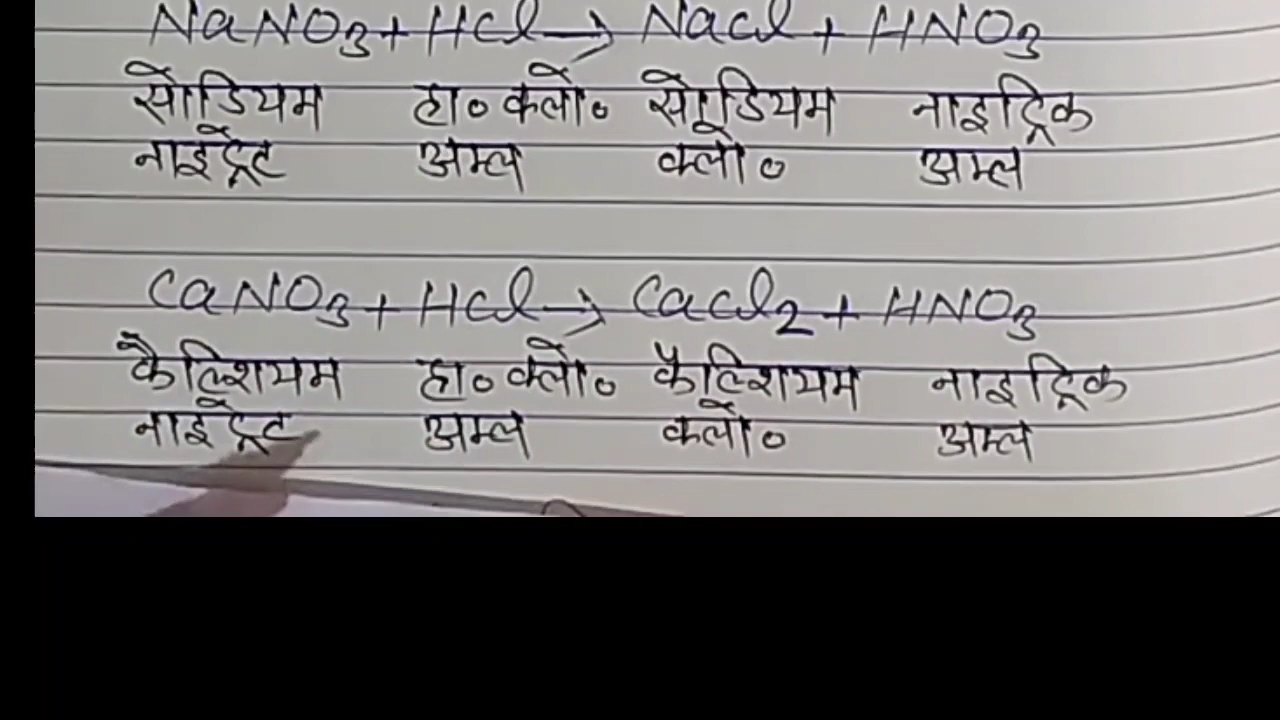 NaNO3 + HCl → NaCl + HNO3
सोडियम हा० क्लो० सोडियम नाइट्रिक
नाइट्रेट अम्ल क्लो० अम्ल
CaNO3 + HCl → CaCl2 + HNO3
कैल्शियम हा० क्लो० कैल्शियम नाइट्रिक
नाइट्रेट अम्ल क्लो० अम्ल